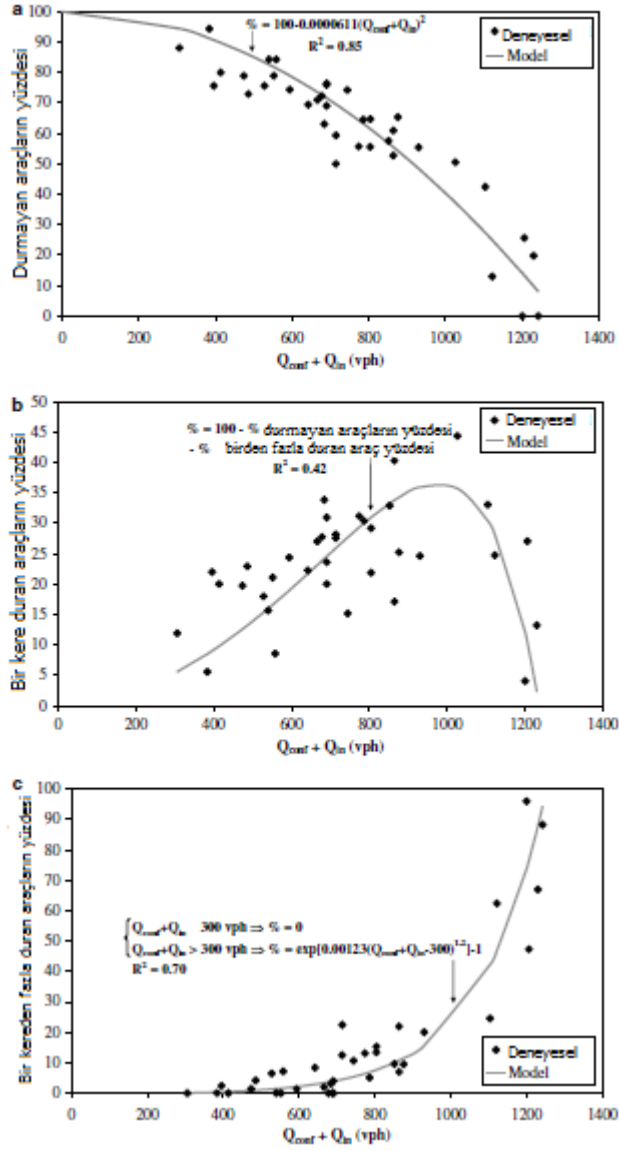 a
% = 100-0.0000611(Qconf+Qin)²
R² = 0.85
Deneyesel
Model
Durmayan araçların yüzdesi
100
90
80
70
60
50
40
30
20
10
0
0 200 400 600 800 1000 1200 1400
Qconf + Qin (vph)
b
% = 100 - % durmayan araçların yüzdesi
- % birden fazla duran araç yüzdesi
R² = 0.42
Deneyesel
Model
Bir kere duran araçların yüzdesi
50
45
40
35
30
25
20
15
10
5
0
0 200 400 600 800 1000 1200 1400
Qconf + Qin (vph)
c
Qconf+Qin 300 vph ⇒ % = 0
Qconf+Qin > 300 vph ⇒ % = exp[0.00123(Qconf+Qin-300)^1.2]-1
R² = 0.70
Deneyesel
Model
Bir kereden fazla duran araçların yüzdesi
100
90
80
70
60
50
40
30
20
10
0
0 200 400 600 800 1000 1200 1400
Qconf + Qin (vph)